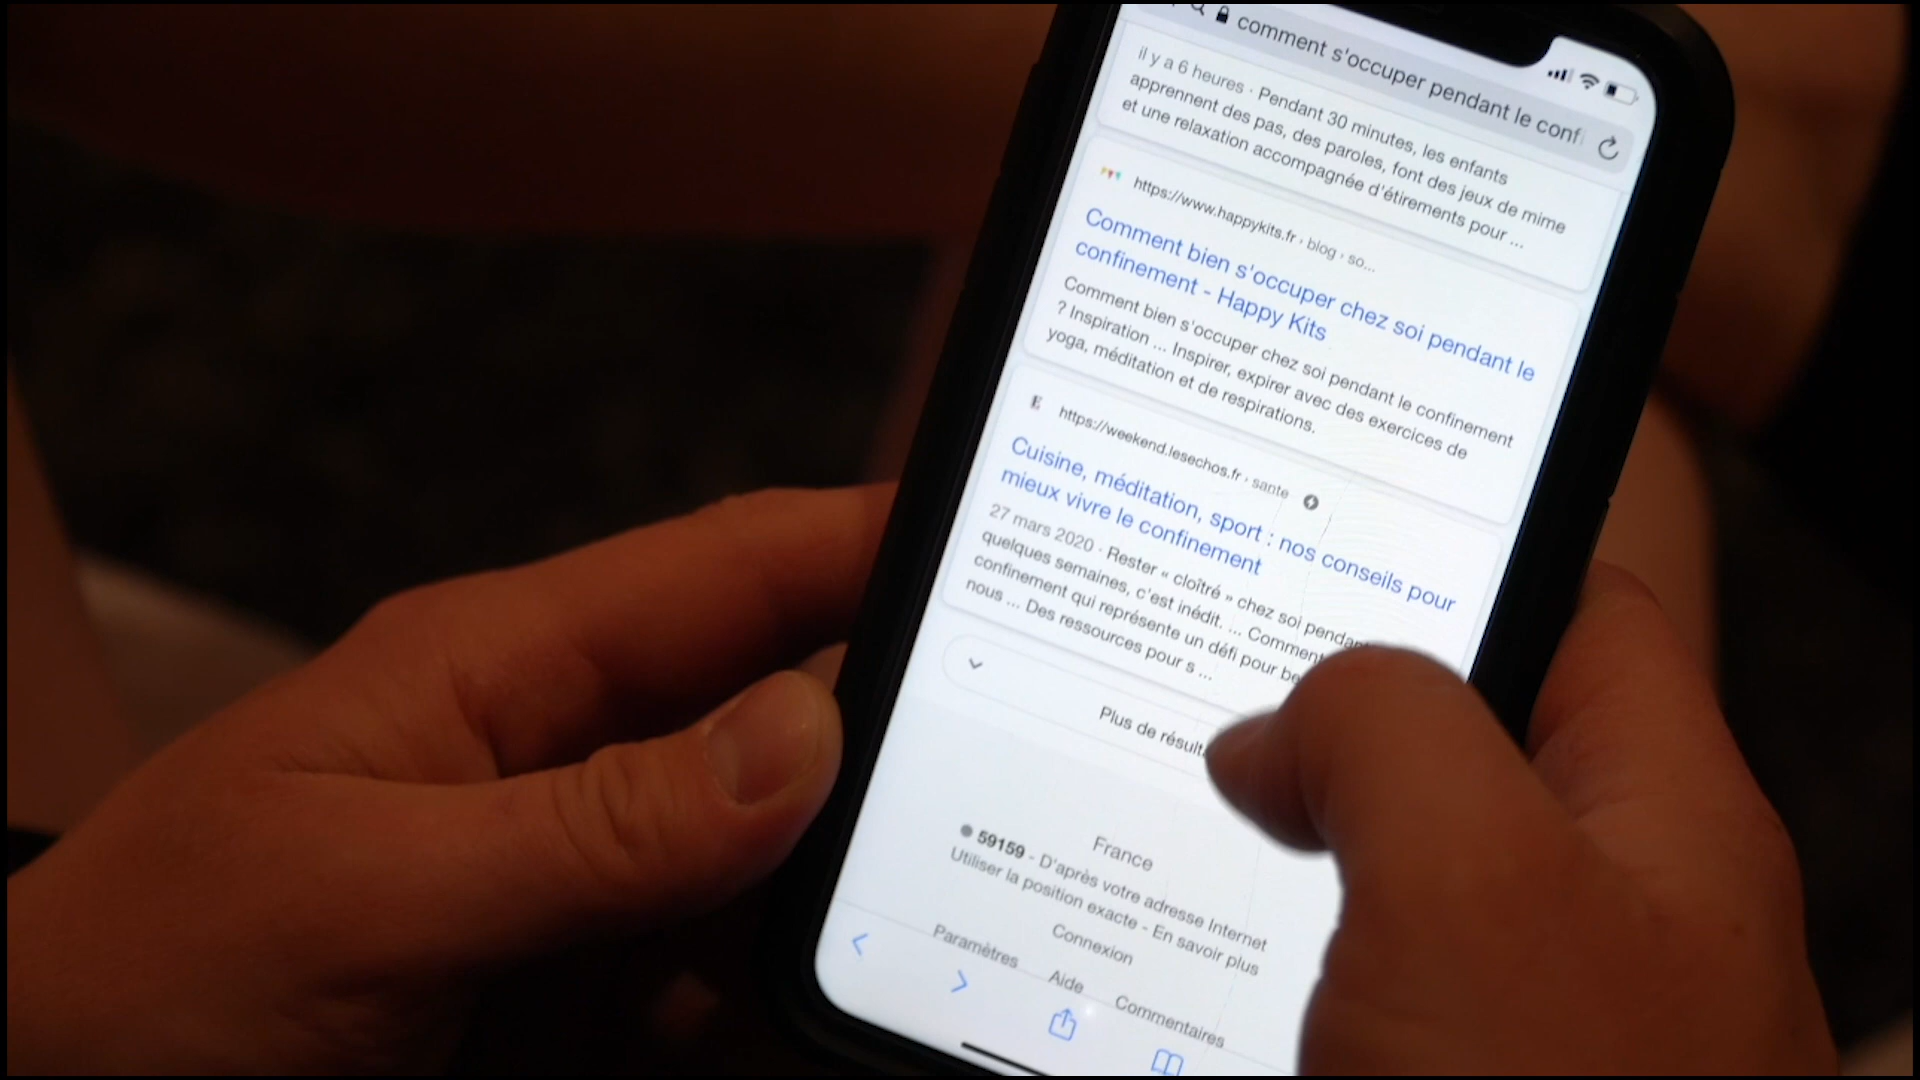 comment s'occuper pendant le conf
il y a 6 heures · Pendant 30 minutes, les enfants
apprennent des pas, des paroles, font des jeux de mime
et une relaxation accompagnée d'étirements pour ...
https://www.happykits.fr › blog › so...
Comment bien s'occuper chez soi pendant le
confinement - Happy Kits
Comment bien s'occuper chez soi pendant le confinement
? Inspiration ... Inspirer, expirer avec des exercices de
yoga, méditation et de respirations.
E
https://weekend.lesechos.fr › sante
Cuisine, méditation, sport : nos conseils pour
mieux vivre le confinement
27 mars 2020 · Rester « cloîtré » chez soi pendant
quelques semaines, c'est inédit. ... Comment
confinement qui représente un défi pour be
nous ... Des ressources pour s ...
Plus de résult
France
59159 - D'après votre adresse Internet
Utiliser la position exacte - En savoir plus
Connexion
Paramètres Aide Commentaires